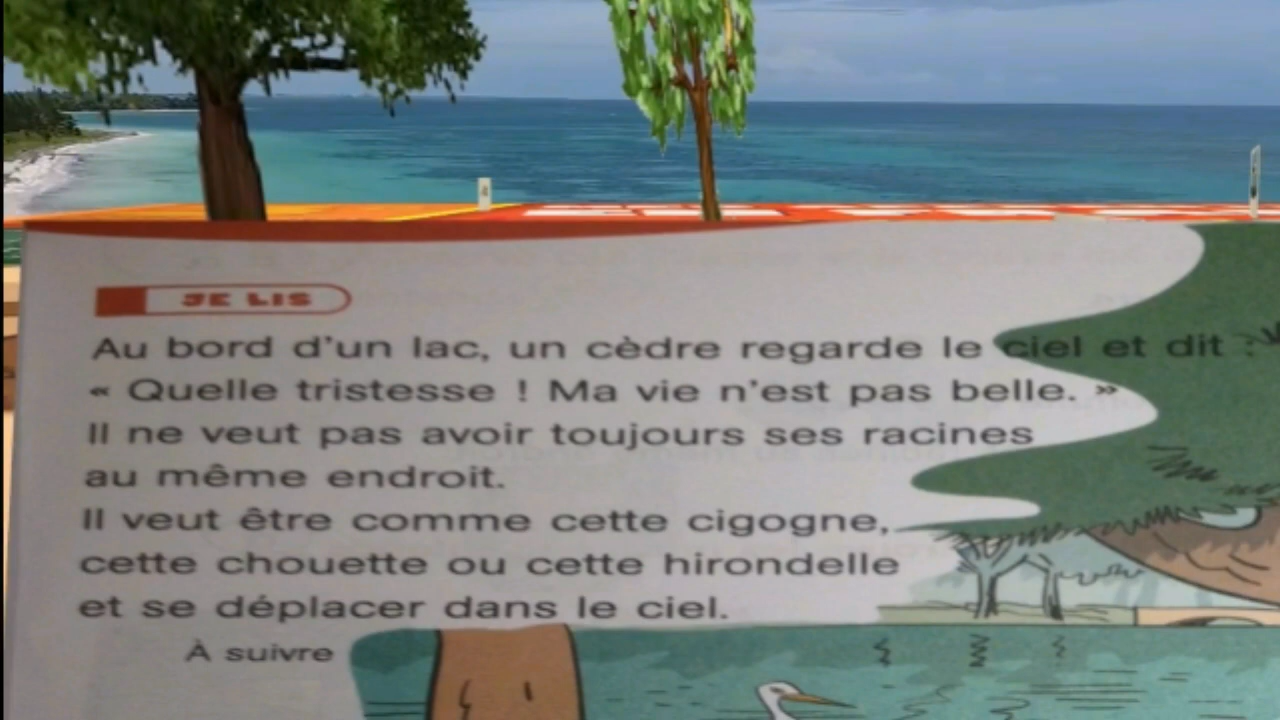 JE LIS
Au bord d'un lac, un cèdre regarde le ciel et dit :
« Quelle tristesse ! Ma vie n'est pas belle. »
Il ne veut pas avoir toujours ses racines
au même endroit.
Il veut être comme cette cigogne,
cette chouette ou cette hirondelle
et se déplacer dans le ciel.
À suivre